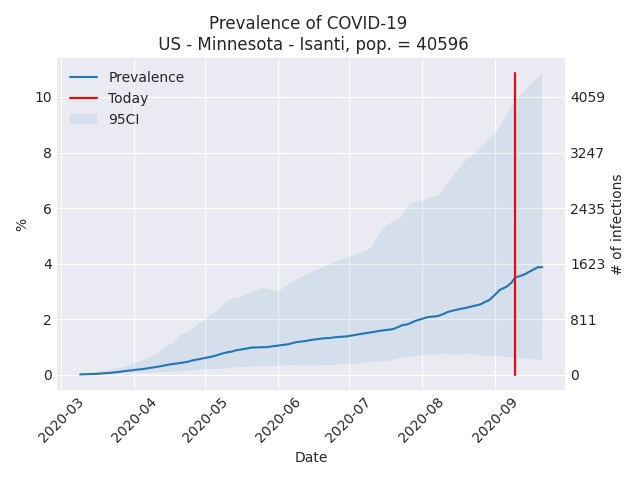 Prevalence of COVID-19
US - Minnesota - Isanti, pop. = 40596
Prevalence
Today
95CI
10
8
6
4
2
0
%
4059
3247
2435
1623
811
0
# of infections
2020-03
2020-04
2020-05
2020-06
2020-07
2020-08
2020-09
Date